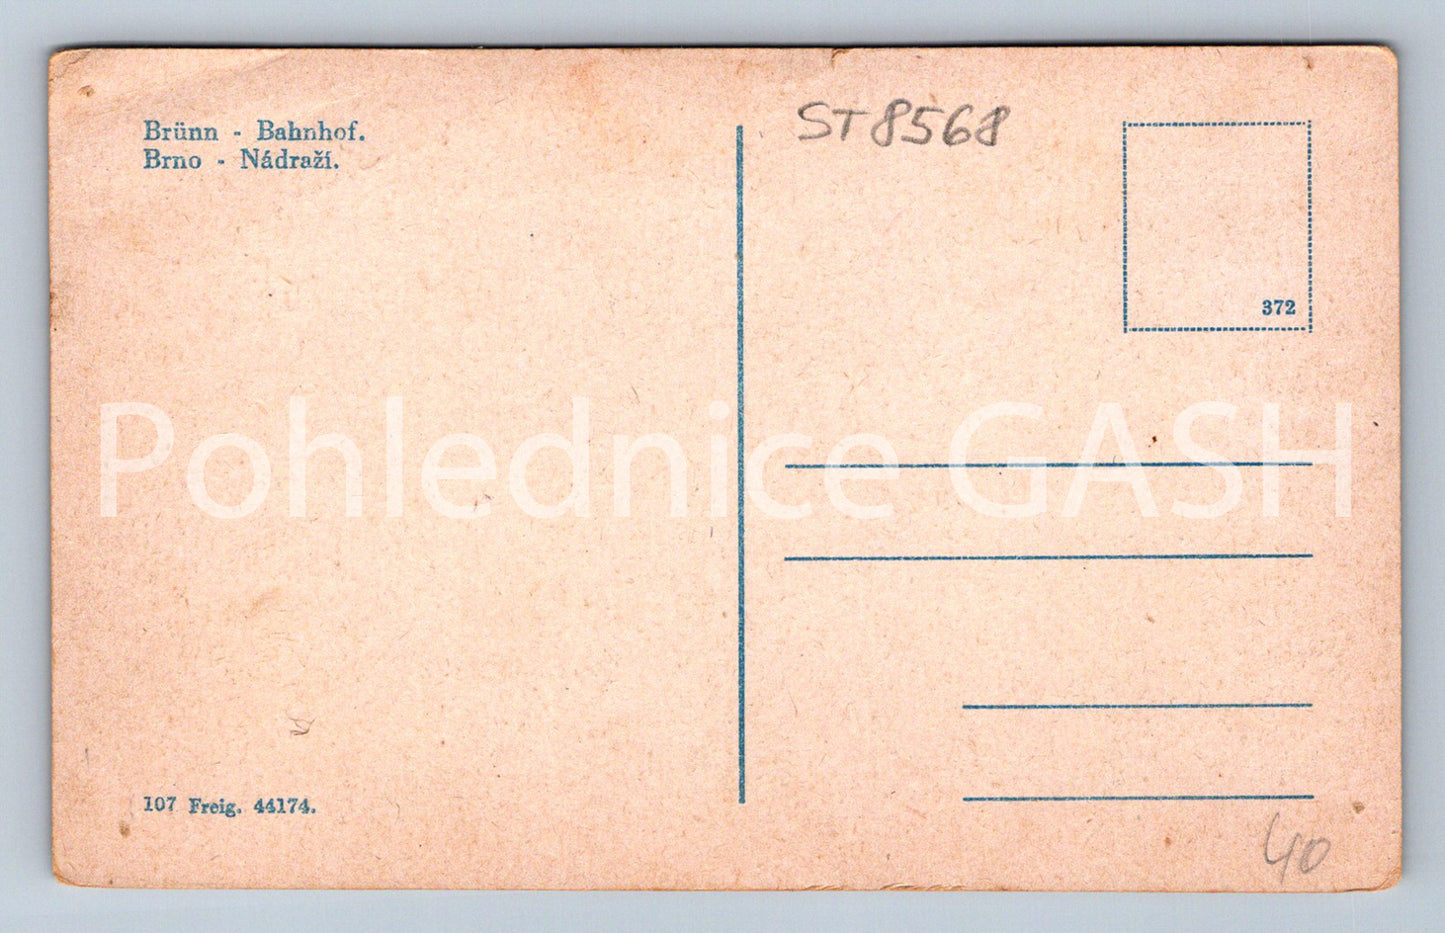 Brünn - Bahnhof.
Brno - Nádraží.
ST8568
372
Pohlednice GASH
107 Freig. 44174.
40